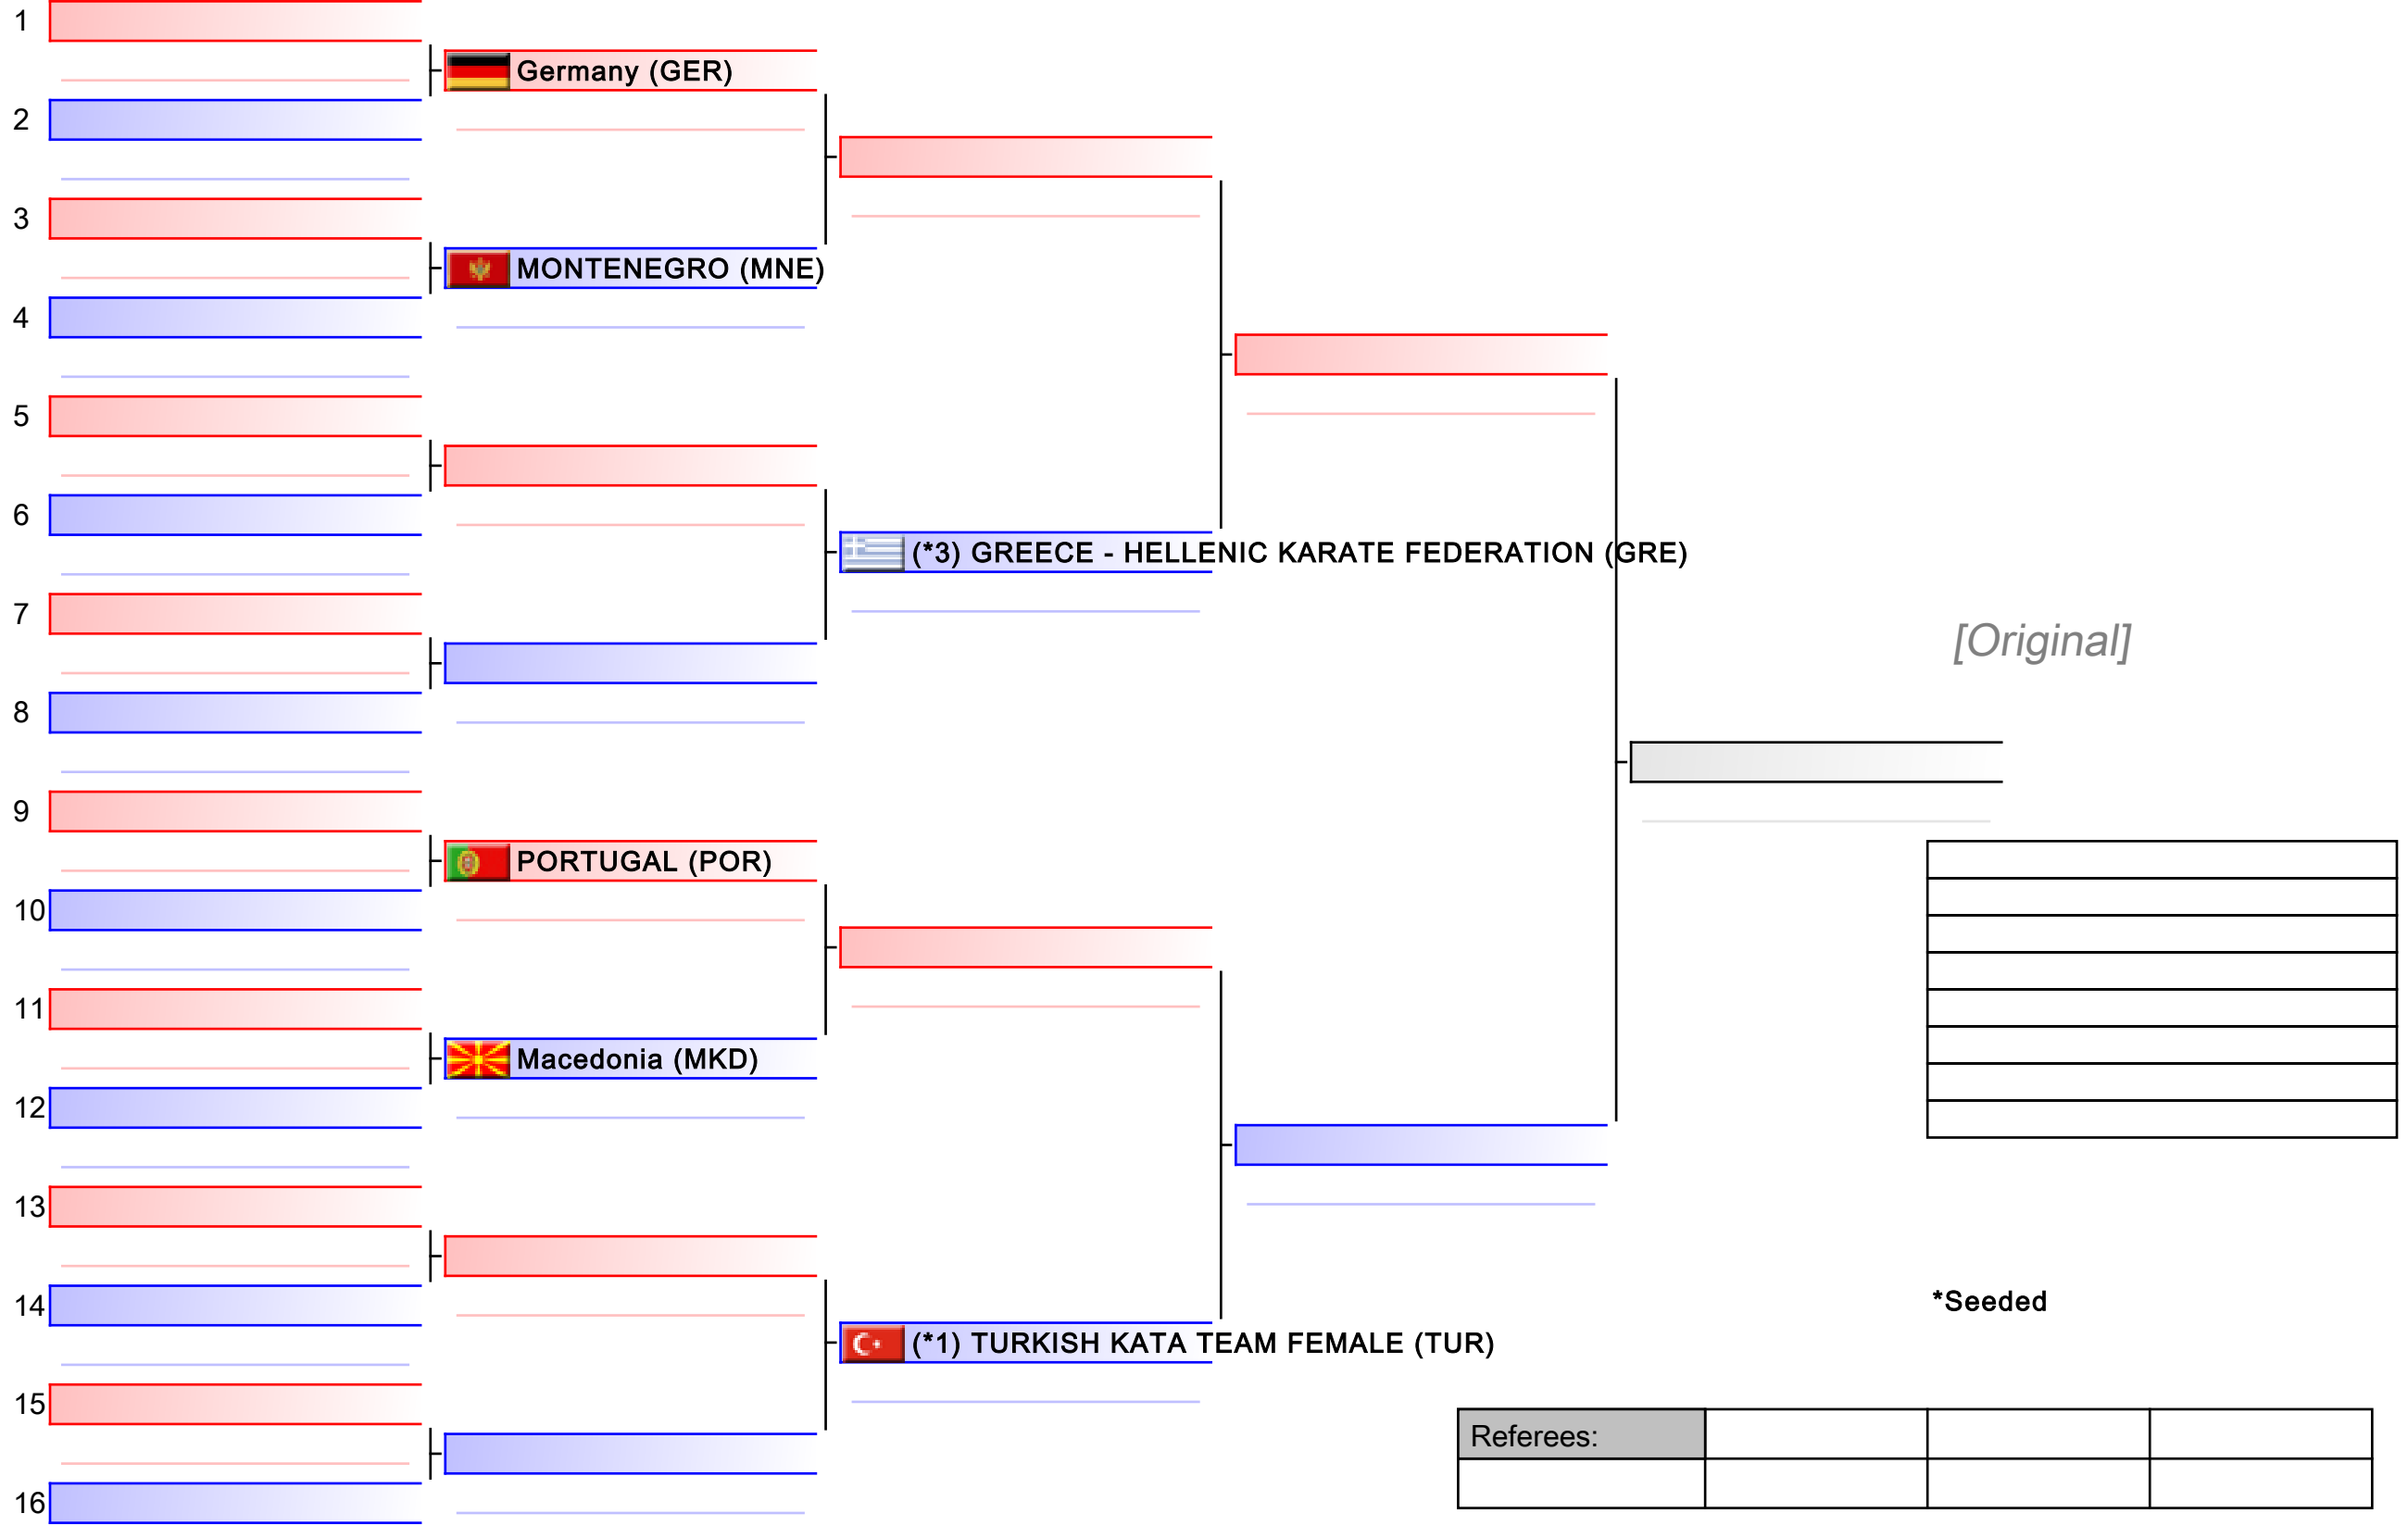 1
Germany (GER)
2
3
MONTENEGRO (MNE)
4
5
6
(*3) GREECE - HELLENIC KARATE FEDERATION (GRE)
7
[Original]
8
9
PORTUGAL (POR)
10
11
Macedonia (MKD)
12
13
14
*Seeded
(*1) TURKISH KATA TEAM FEMALE (TUR)
15
Referees:
16